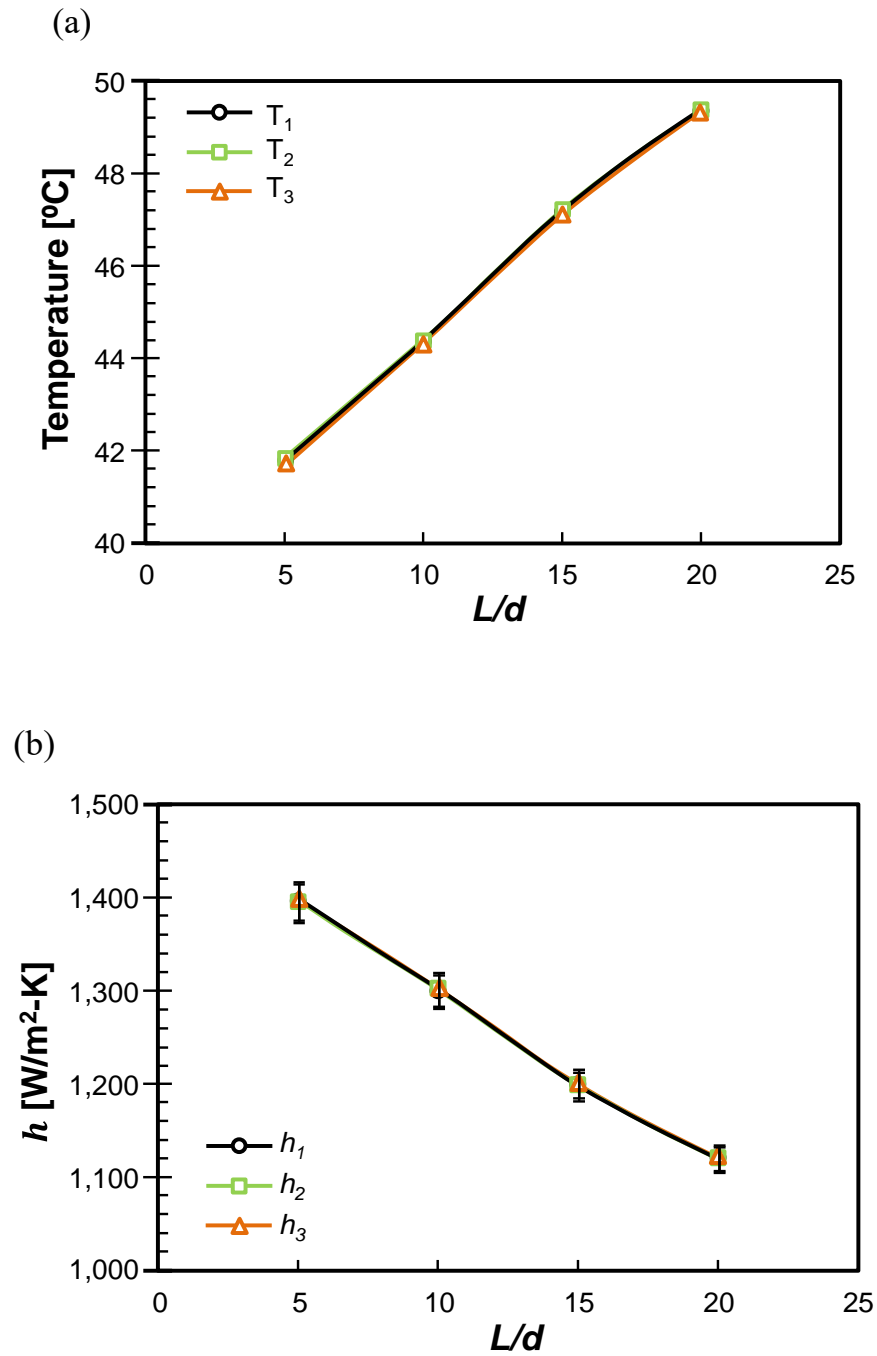 (a)
50
48
46
44
42
40
Temperature [⁰C]
T₁
T₂
T₃
0 5 10 15 20 25
L/d
(b)
1,500
1,400
1,300
1,200
1,100
1,000
h [W/m²-K]
h₁
h₂
h₃
0 5 10 15 20 25
L/d